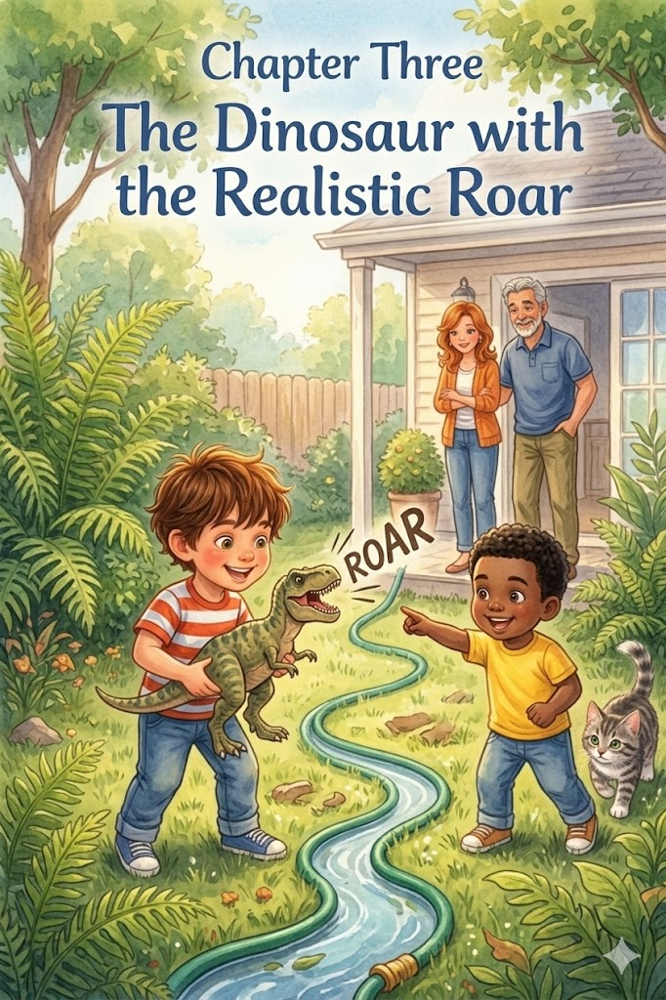 Chapter Three
The Dinosaur with
the Realistic Roar
ROAR